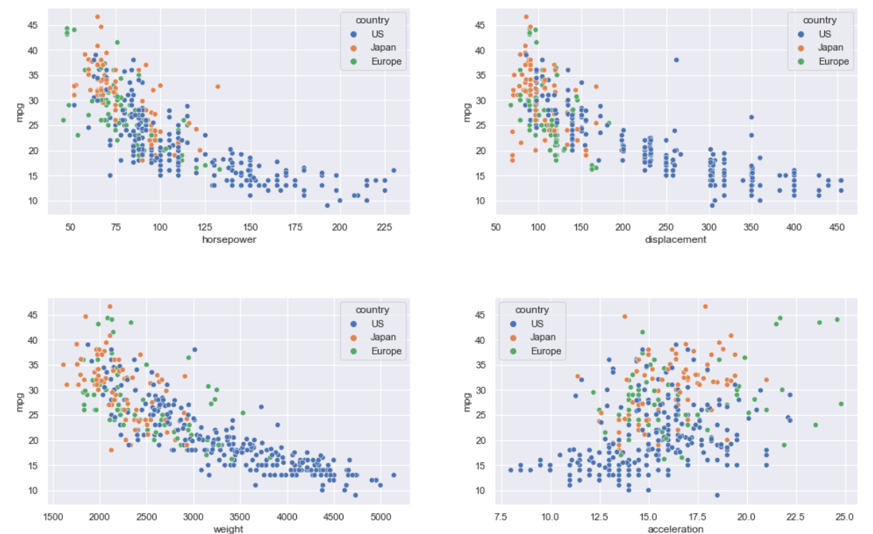 45
40
35
30
25
20
15
10
mpg
country
US
Japan
Europe
50 75 100 125 150 175 200 225
horsepower
45
40
35
30
25
20
15
10
mpg
country
US
Japan
Europe
50 100 150 200 250 300 350 400 450
displacement
45
40
35
30
25
20
15
10
mpg
country
US
Japan
Europe
1500 2000 2500 3000 3500 4000 4500 5000
weight
45
40
35
30
25
20
15
10
mpg
country
US
Japan
Europe
7.5 10.0 12.5 15.0 17.5 20.0 22.5 25.0
acceleration